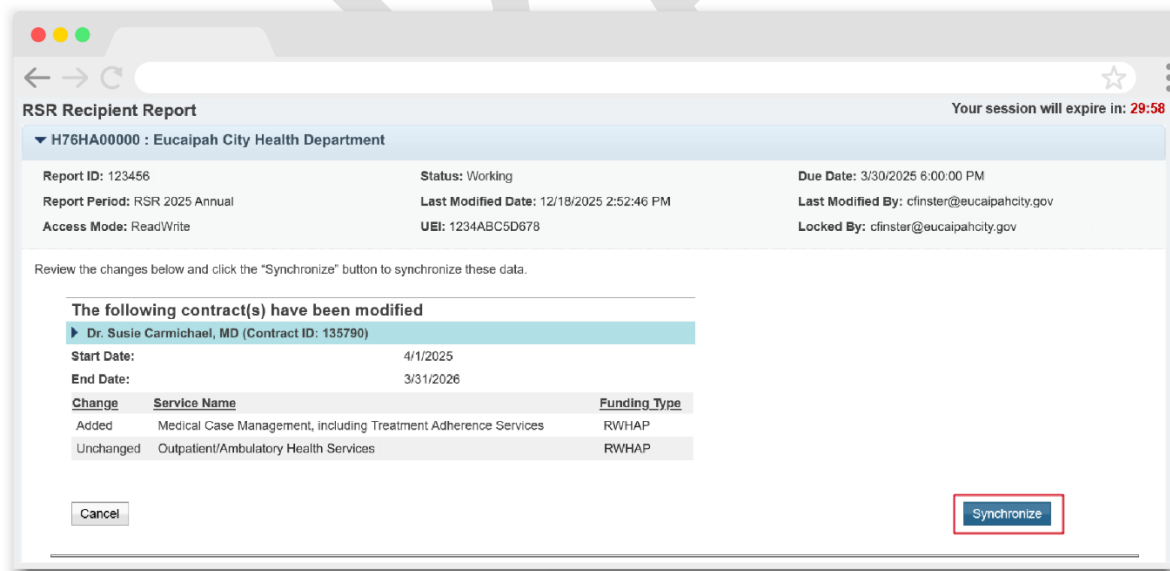 RSR Recipient Report Your session will expire in: 29:58
H76HA00000 : Eucaipah City Health Department
Report ID: 123456 Status: Working Due Date: 3/30/2025 6:00:00 PM
Report Period: RSR 2025 Annual Last Modified Date: 12/18/2025 2:52:46 PM Last Modified By: cfinster@eucaipahcity.gov
Access Mode: ReadWrite UEI: 1234ABC5D678 Locked By: cfinster@eucaipahcity.gov
Review the changes below and click the “Synchronize” button to synchronize these data.
The following contract(s) have been modified
Dr. Susie Carmichael, MD (Contract ID: 135790)
Start Date: 4/1/2025
End Date: 3/31/2026
Change Service Name Funding Type
Added Medical Case Management, including Treatment Adherence Services RWHAP
Unchanged Outpatient/Ambulatory Health Services RWHAP
Cancel Synchronize